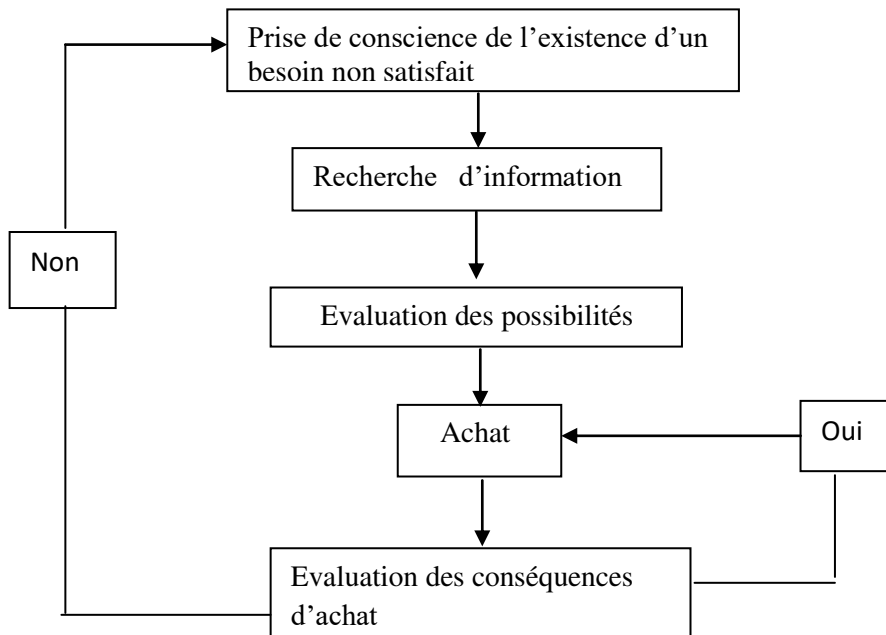 Prise de conscience de l’existence d’un
besoin non satisfait
Recherche d’information
Non
Evaluation des possibilités
Achat
Oui
Evaluation des conséquences
d’achat